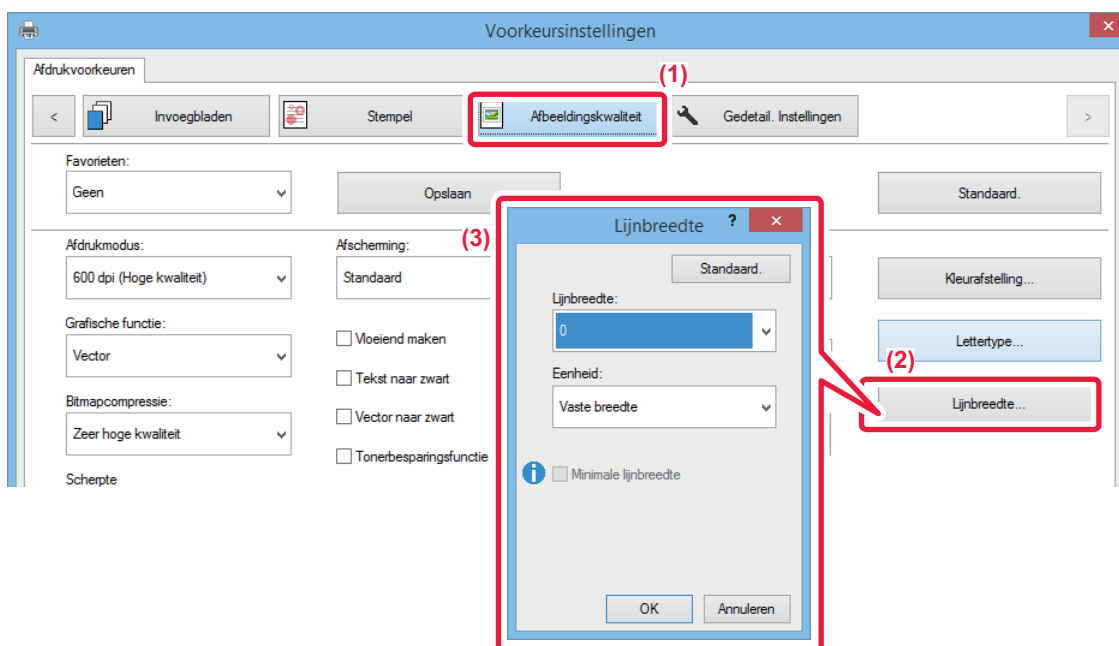 Voorkeursinstellingen
Afdrukvoorkeuren
(1)
<
Invoegbladen
Stempel
Afbeeldingskwaliteit
Gedetail. Instellingen
>
Favorieten:
Geen
Opslaan
Standaard.
Afdrukmodus:
600 dpi (Hoge kwaliteit)
Afscherming:
Standaard
Kleurafstelling...
Grafische functie:
Vector
Vloeiend maken
Lettertype...
Tekst naar zwart
(2)
Bitmapcompressie:
Zeer hoge kwaliteit
Vector naar zwart
Lijnbreedte...
Tonerbesparingsfunctie
Scherpte
(3)
Lijnbreedte
?
Standaard.
Lijnbreedte:
0
Eenheid:
Vaste breedte
Minimale lijnbreedte
OK
Annuleren